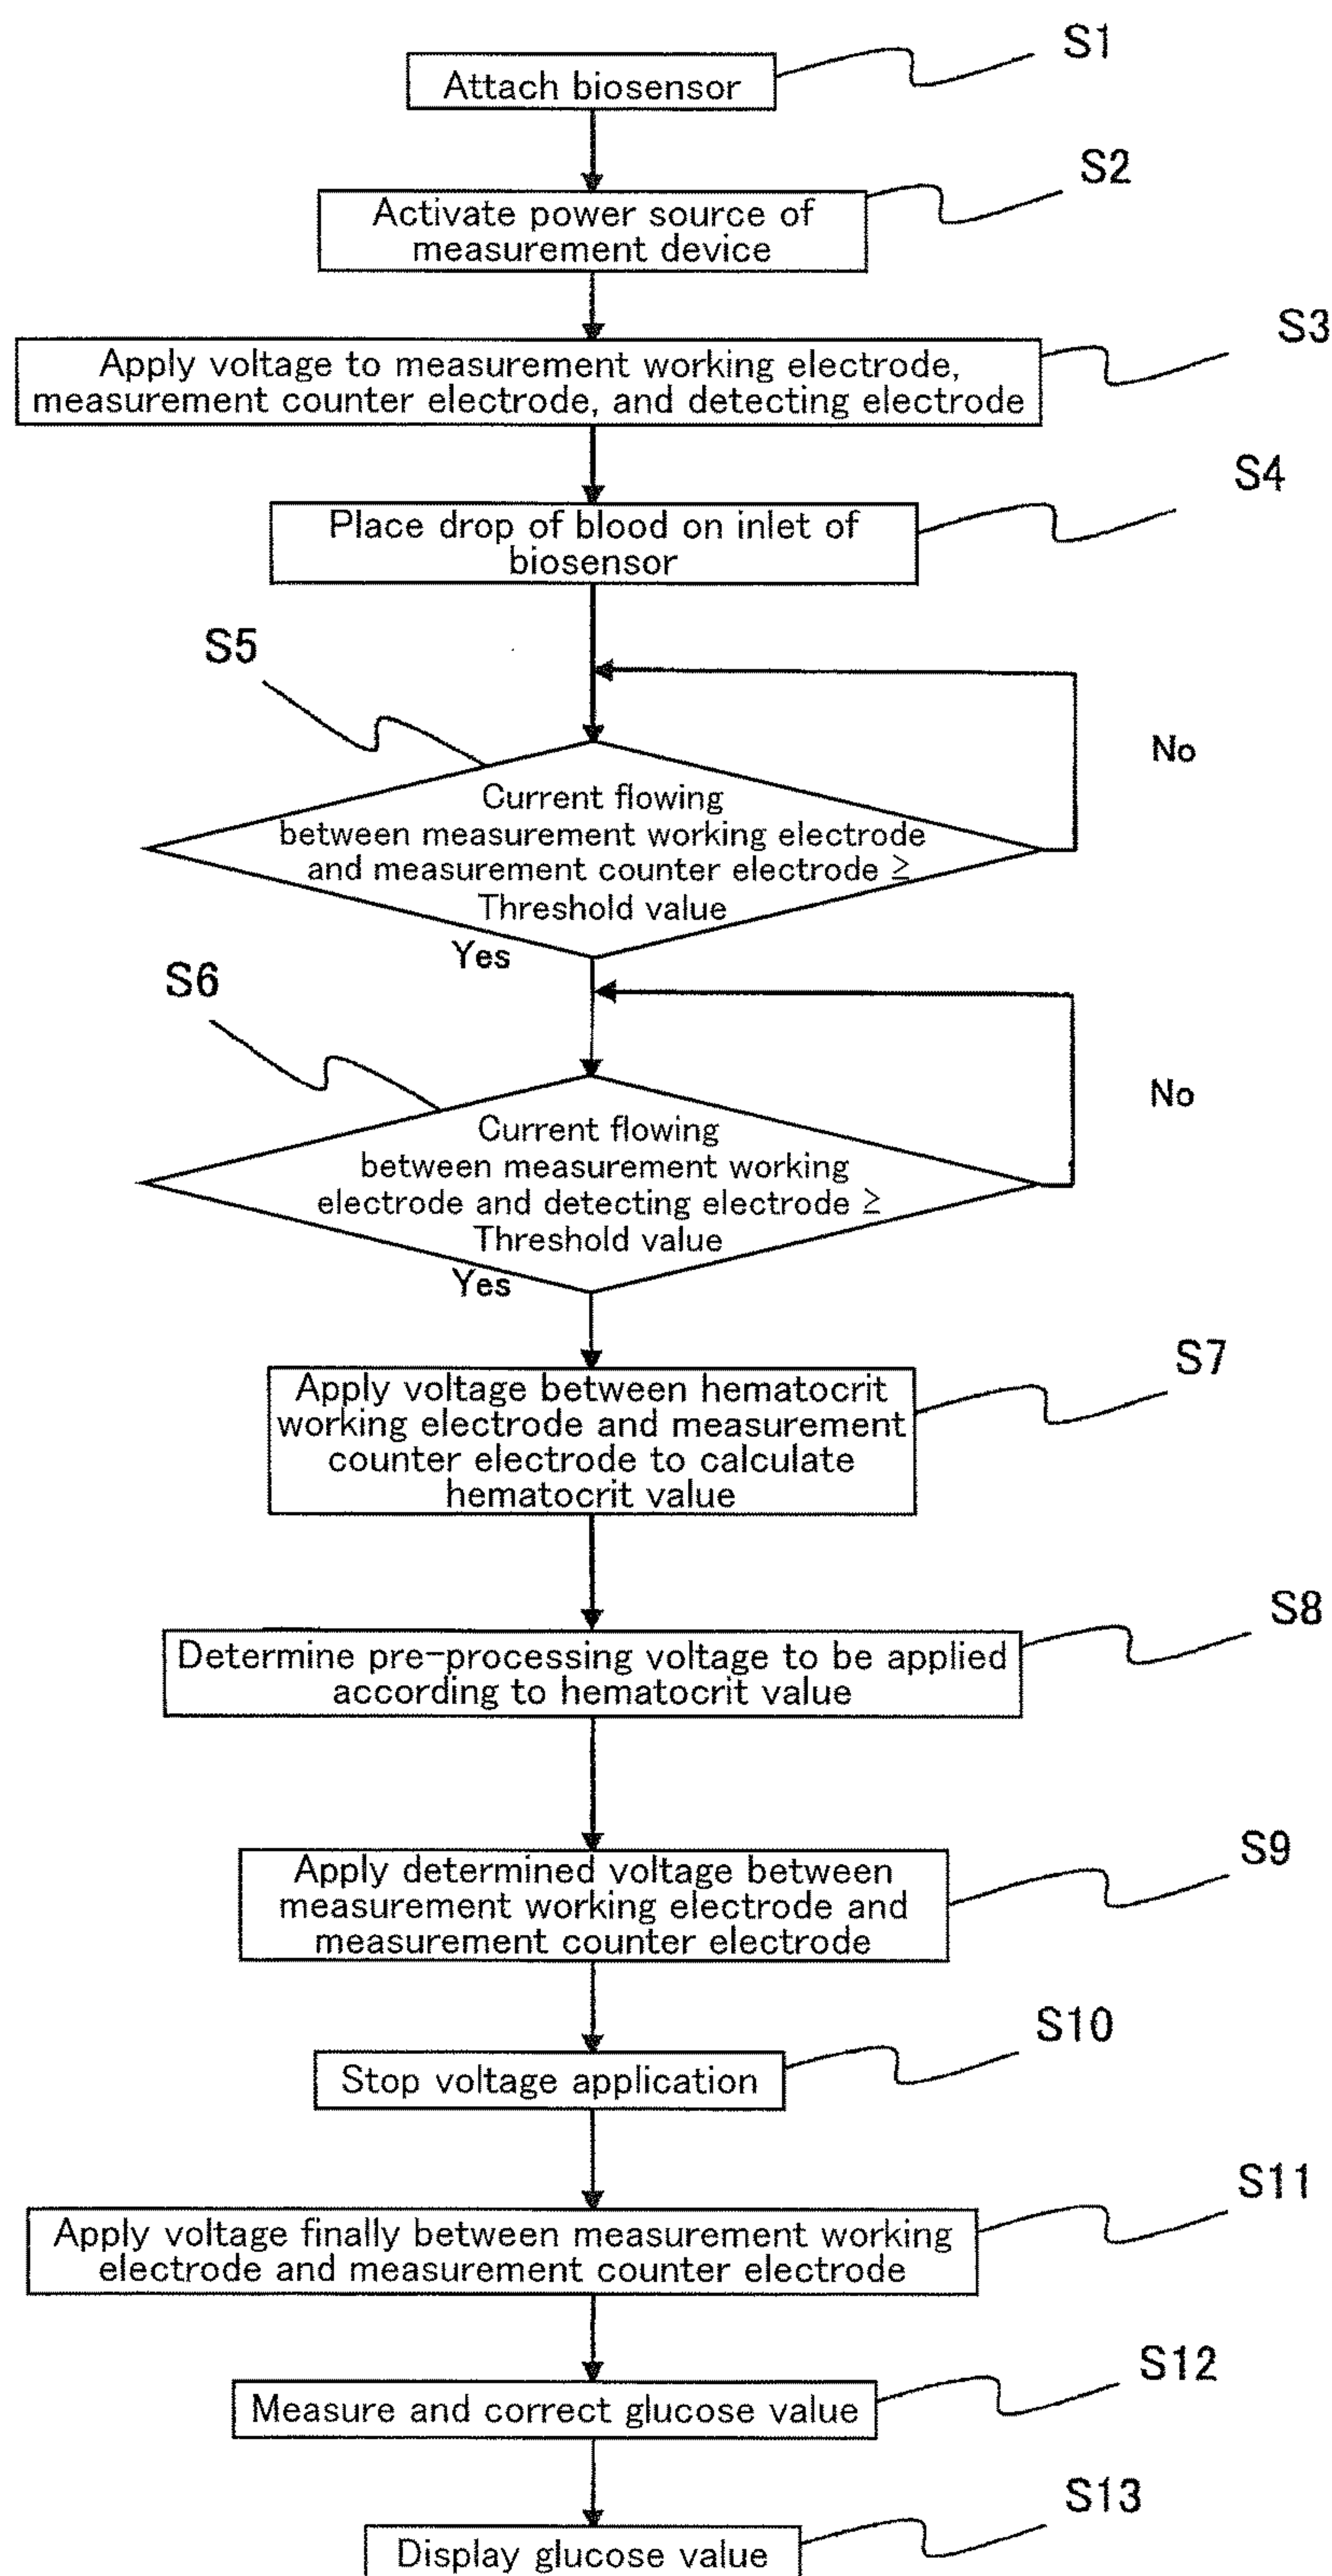 S1
Attach biosensor
S2
Activate power source of
measurement device
S3
Apply voltage to measurement working electrode,
measurement counter electrode, and detecting electrode
S4
Place drop of blood on inlet of
biosensor
S5
No
Current flowing
between measurement working electrode
and measurement counter electrode ≧
Threshold value
Yes
S6
No
Current flowing
between measurement working
electrode and detecting electrode ≧
Threshold value
Yes
S7
Apply voltage between hematocrit
working electrode and measurement
counter electrode to calculate
hematocrit value
S8
Determine pre-processing voltage to be applied
according to hematocrit value
S9
Apply determined voltage between
measurement working electrode and
measurement counter electrode
S10
Stop voltage application
S11
Apply voltage finally between measurement working
electrode and measurement counter electrode
S12
Measure and correct glucose value
S13
Display glucose value